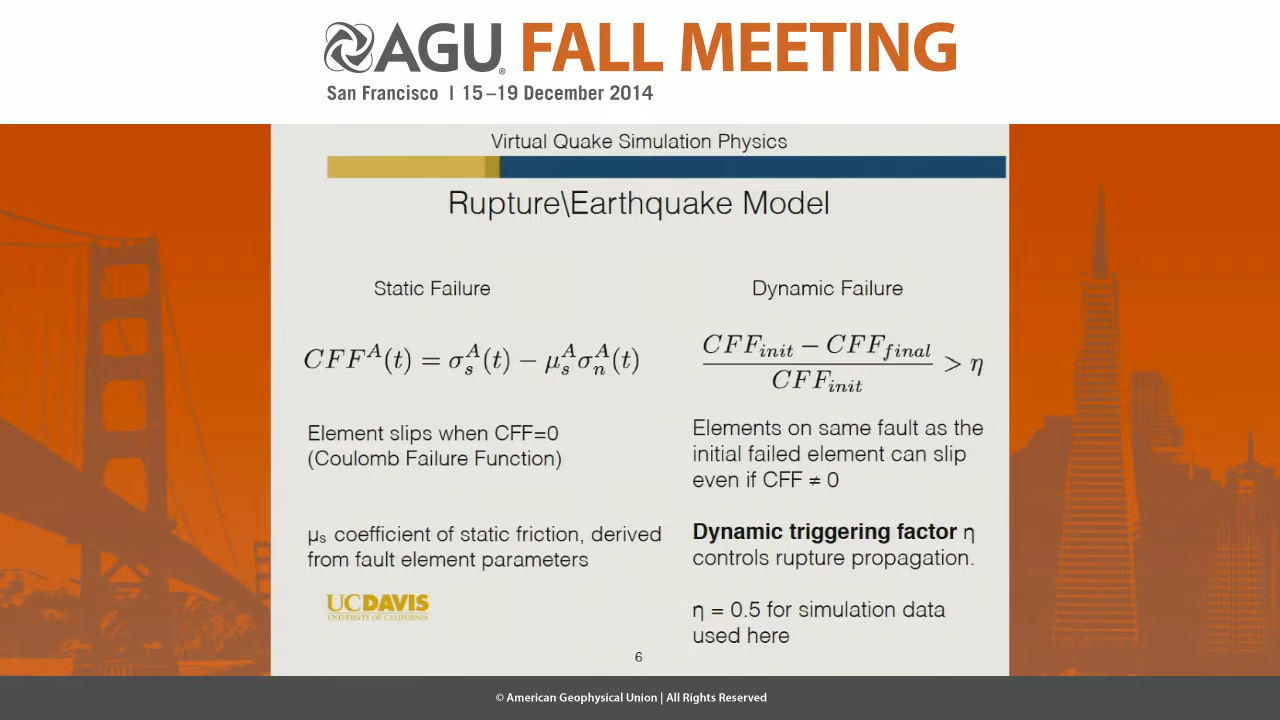 AGU FALL MEETING
San Francisco | 15–19 December 2014
Virtual Quake Simulation Physics
Rupture\Earthquake Model
Static Failure
CFF^A(t) = σ_s^A(t) − μ_s^A σ_n^A(t)
Element slips when CFF=0
(Coulomb Failure Function)
μs coefficient of static friction, derived
from fault element parameters
Dynamic Failure
(CFF_init − CFF_final) / CFF_init > η
Elements on same fault as the
initial failed element can slip
even if CFF ≠ 0
Dynamic triggering factor η
controls rupture propagation.
η = 0.5 for simulation data
used here
UCDAVIS
UNIVERSITY OF CALIFORNIA
6
© American Geophysical Union | All Rights Reserved